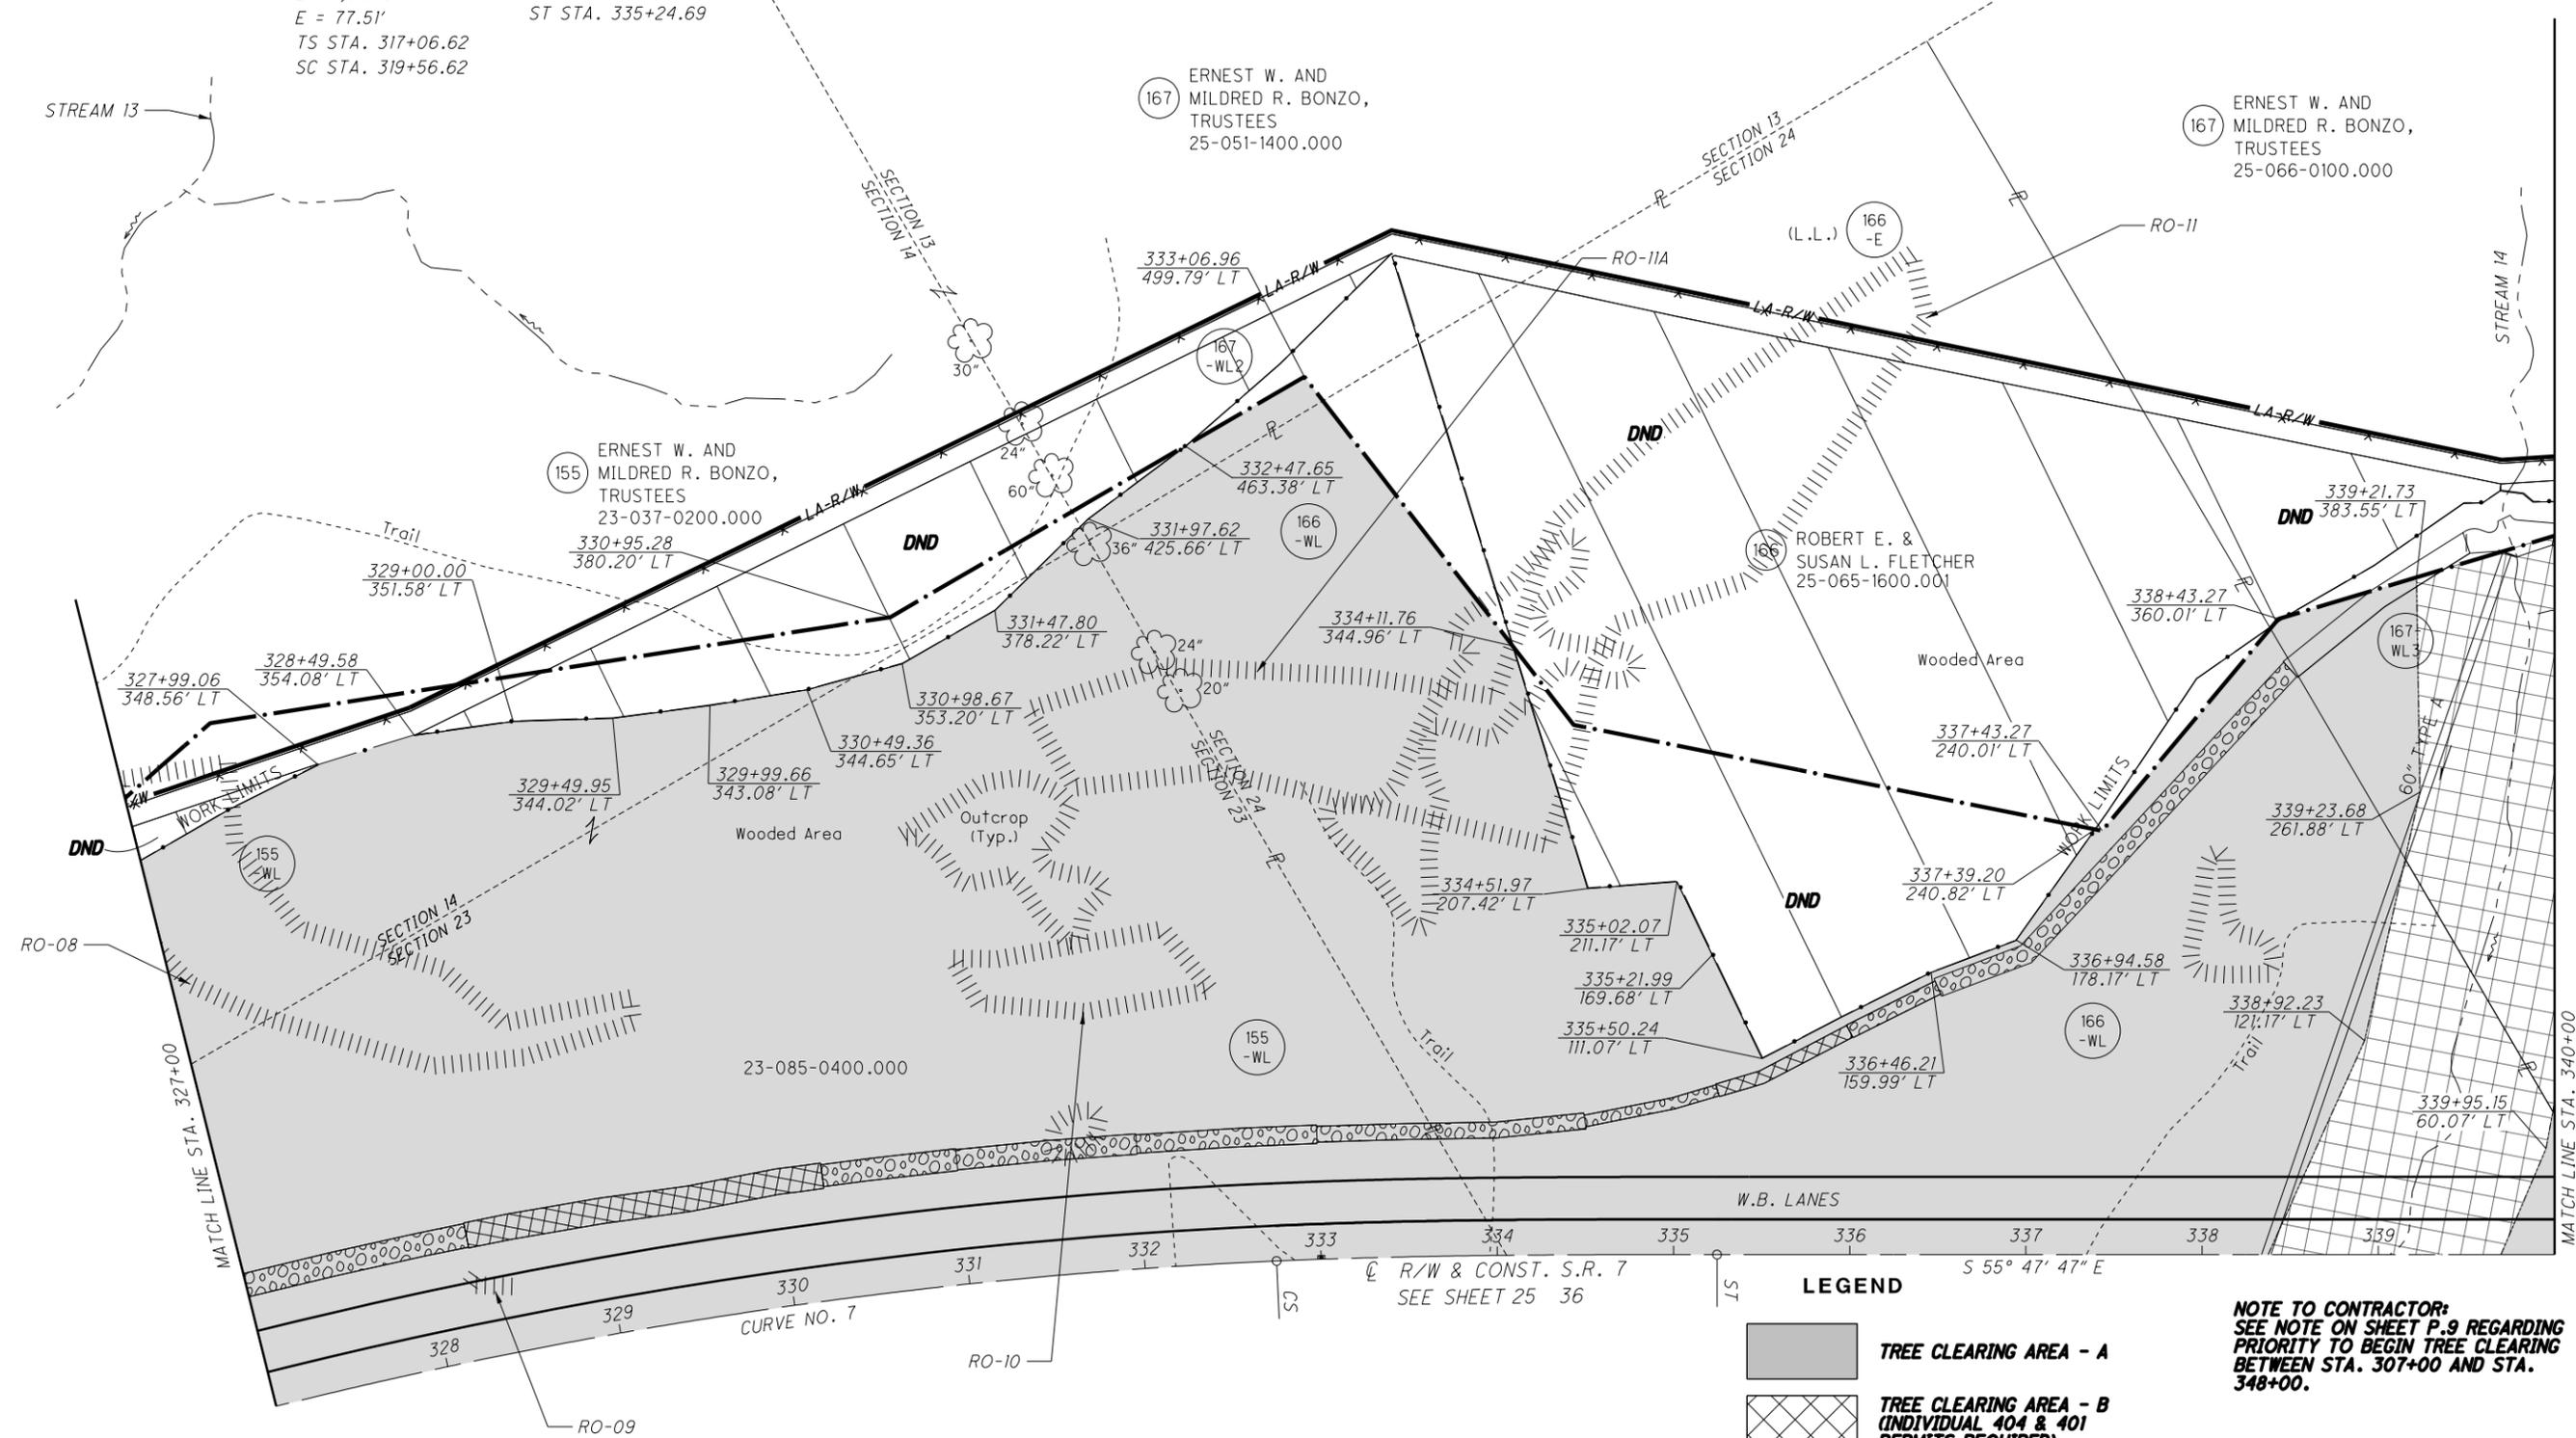 E = 77.51'
TS STA. 317+06.62
SC STA. 319+56.62
ST STA. 335+24.69
STREAM 13
167
ERNEST W. AND
MILDRED R. BONZO,
TRUSTEES
25-051-1400.000
167
ERNEST W. AND
MILDRED R. BONZO,
TRUSTEES
25-066-0100.000
SECTION 13
SECTION 14
SECTION 13
SECTION 24
(L.L.)
166
-E
RO-11
RO-11A
STREAM 14
333+06.96
499.79' LT
LA-R/W
LA-R/W
LA-R/W
LA-R/W
167
-WL2
30"
24"
60"
36"
155
ERNEST W. AND
MILDRED R. BONZO,
TRUSTEES
23-037-0200.000
Trail
DND
DND
DND
332+47.65
463.38' LT
339+21.73
383.55' LT
330+95.28
380.20' LT
331+97.62
425.66' LT
166
-WL
166
ROBERT E. &
SUSAN L. FLETCHER
25-065-1600.001
329+00.00
351.58' LT
331+47.80
378.22' LT
334+11.76
344.96' LT
338+43.27
360.01' LT
167-
WL3
24"
20"
Wooded Area
328+49.58
354.08' LT
327+99.06
348.56' LT
330+98.67
353.20' LT
330+49.36
344.65' LT
329+99.66
343.08' LT
329+49.95
344.02' LT
337+43.27
240.01' LT
60" TYPE A
SECTION 24
SECTION 23
WORK LIMITS
WORK LIMITS
DND
155
-WL
Wooded Area
Outcrop
(Typ.)
339+23.68
261.88' LT
334+51.97
207.42' LT
337+39.20
240.82' LT
DND
SECTION 14
SECTION 23
RO-08
335+02.07
211.17' LT
335+21.99
169.68' LT
335+50.24
111.07' LT
336+94.58
178.17' LT
338+92.23
121.17' LT
336+46.21
159.99' LT
166
-WL
155
-WL
23-085-0400.000
Trail
Trail
339+95.15
60.07' LT
MATCH LINE STA. 327+00
MATCH LINE STA. 340+00
W.B. LANES
328
329
330
331
332
333
334
335
336
337
338
339
CURVE NO. 7
CS
ST
℄ R/W & CONST. S.R. 7
SEE SHEET 25 36
S 55° 47' 47" E
RO-10
RO-09
LEGEND
TREE CLEARING AREA - A
TREE CLEARING AREA - B
(INDIVIDUAL 404 & 401
PERMITS REQUIRED)
NOTE TO CONTRACTOR:
SEE NOTE ON SHEET P.9 REGARDING
PRIORITY TO BEGIN TREE CLEARING
BETWEEN STA. 307+00 AND STA.
348+00.